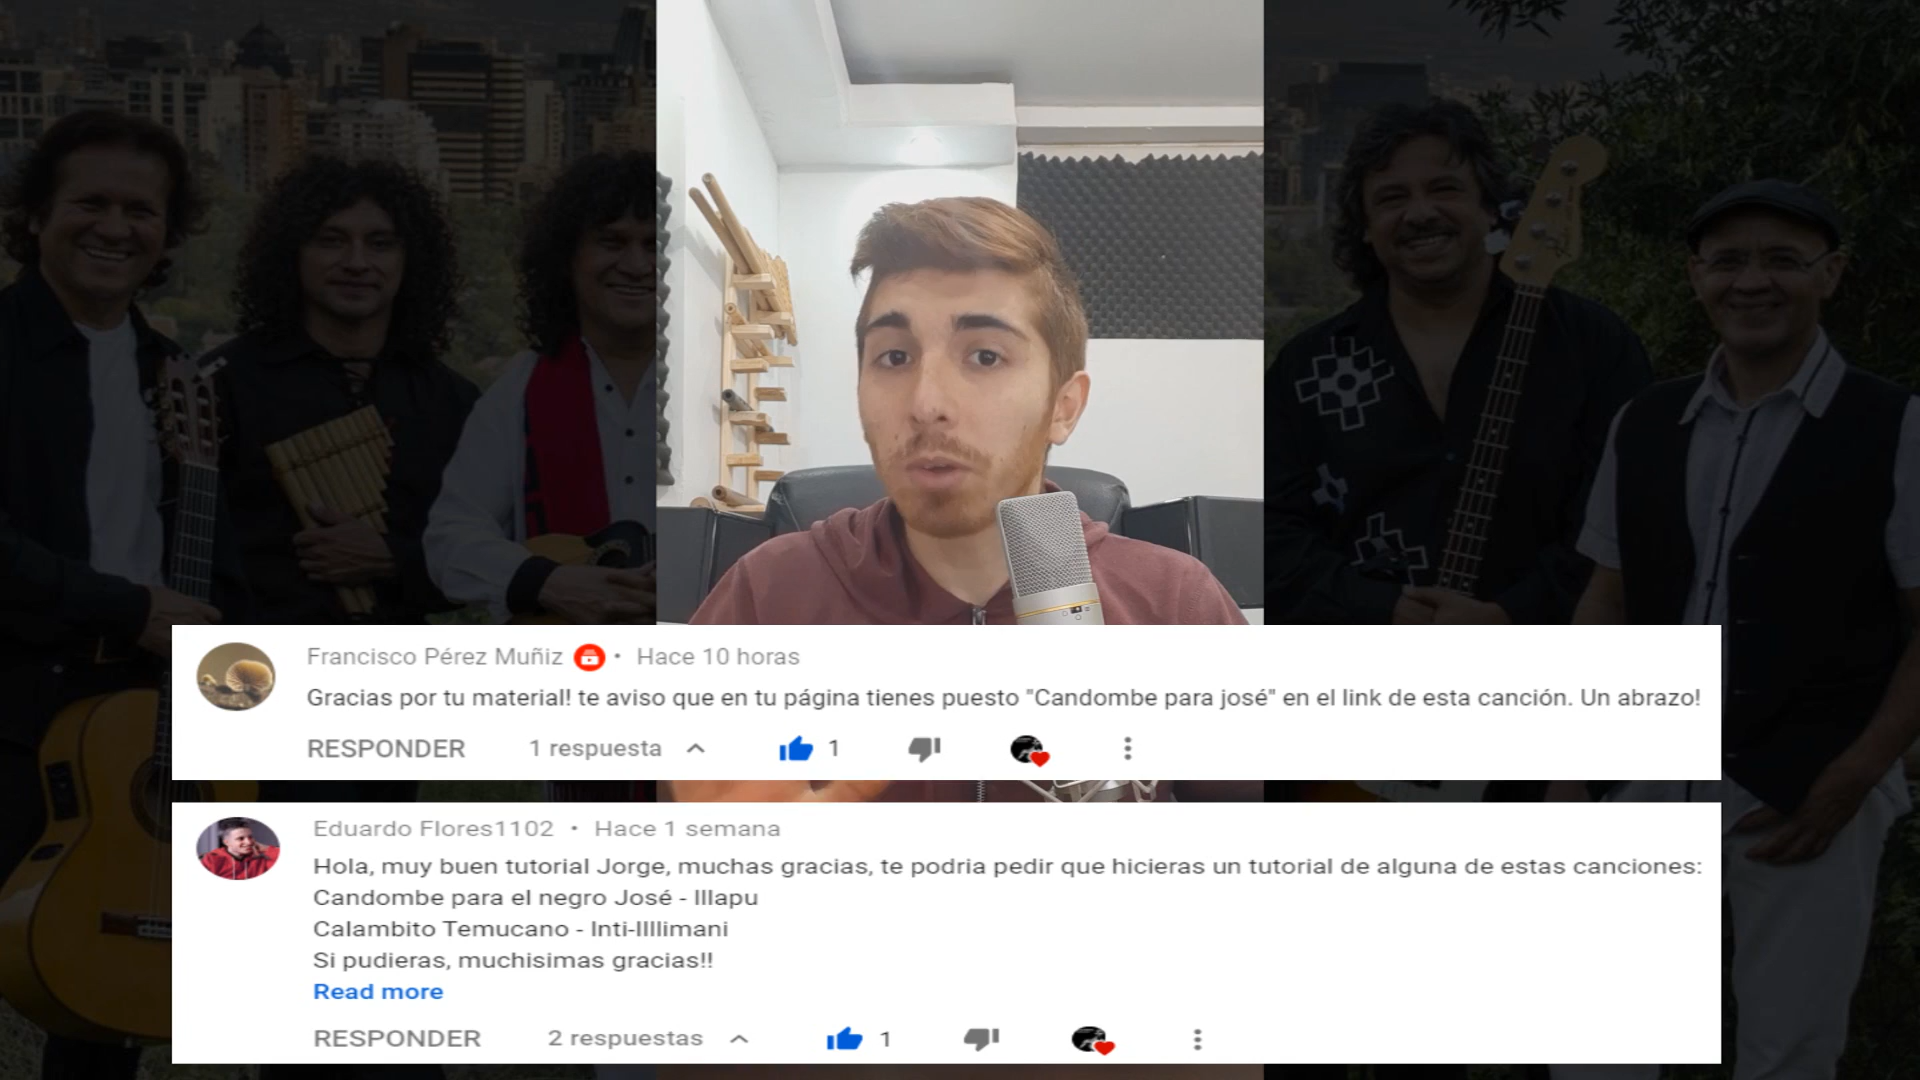 Francisco Pérez Muñiz • Hace 10 horas
Gracias por tu material! te aviso que en tu página tienes puesto "Candombe para josé" en el link de esta canción. Un abrazo!
RESPONDER 1 respuesta 1
Eduardo Flores1102 • Hace 1 semana
Hola, muy buen tutorial Jorge, muchas gracias, te podria pedir que hicieras un tutorial de alguna de estas canciones:
Candombe para el negro José - Illapu
Calambito Temucano - Inti-Illlimani
Si pudieras, muchisimas gracias!!
Read more
RESPONDER 2 respuestas 1